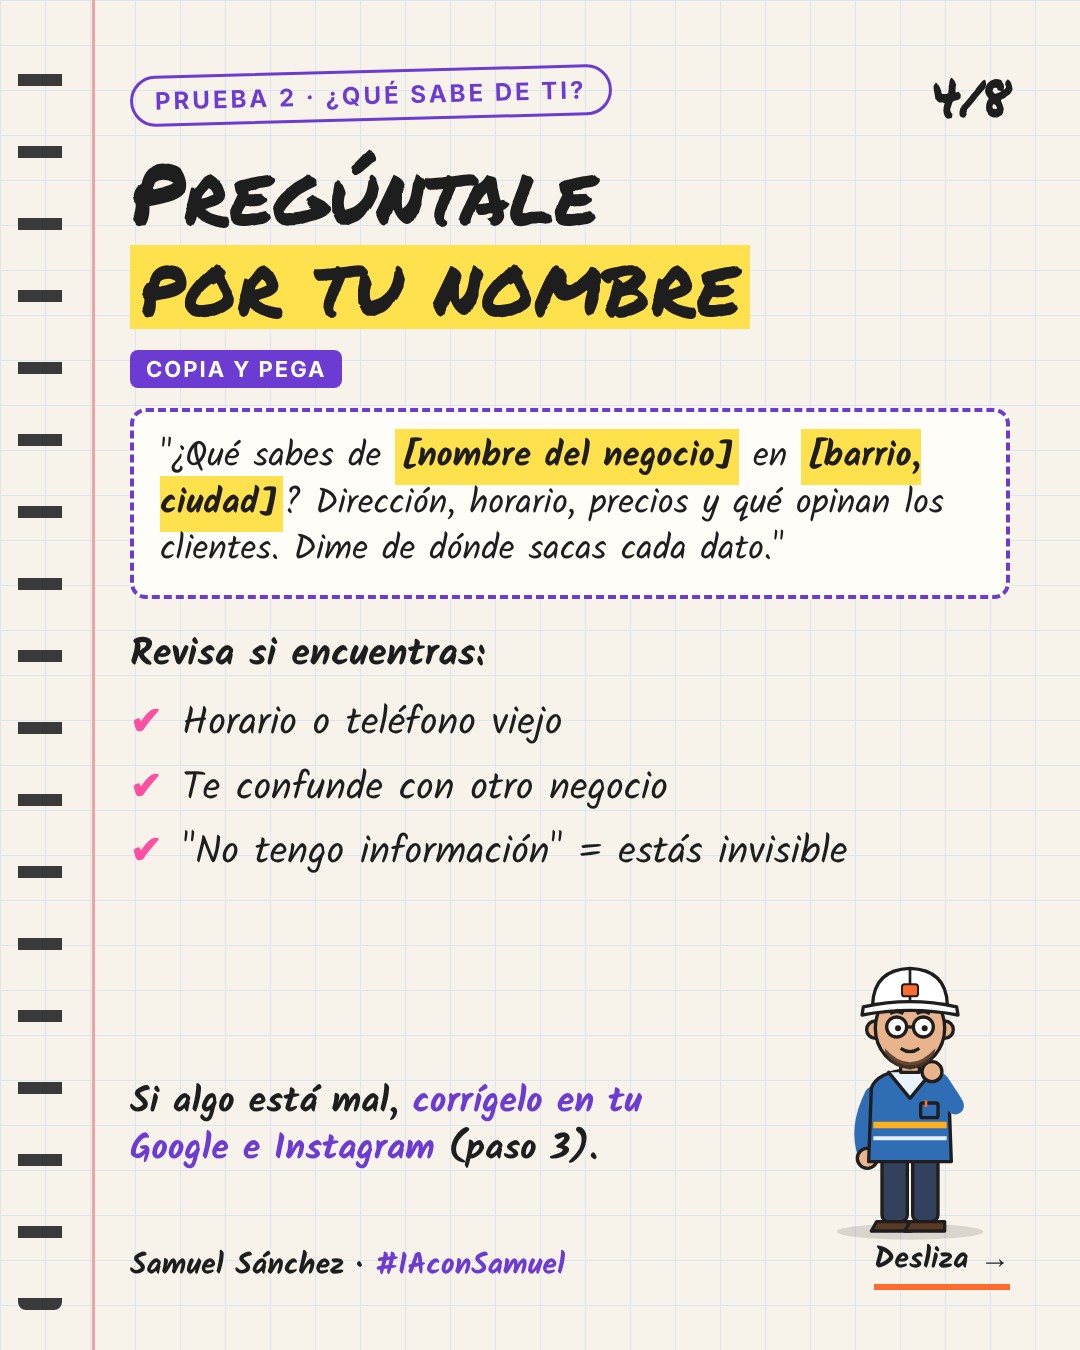 PRUEBA 2 · ¿QUÉ SABE DE TI?
4/8
PREGÚNTALE
POR TU NOMBRE
COPIA Y PEGA
"¿Qué sabes de [nombre del negocio] en [barrio,
ciudad]? Dirección, horario, precios y qué opinan los
clientes. Dime de dónde sacas cada dato."
Revisa si encuentras:
✔ Horario o teléfono viejo
✔ Te confunde con otro negocio
✔ "No tengo información" = estás invisible
Si algo está mal, corrígelo en tu
Google e Instagram (paso 3).
Samuel Sánchez · #IAconSamuel
Desliza →